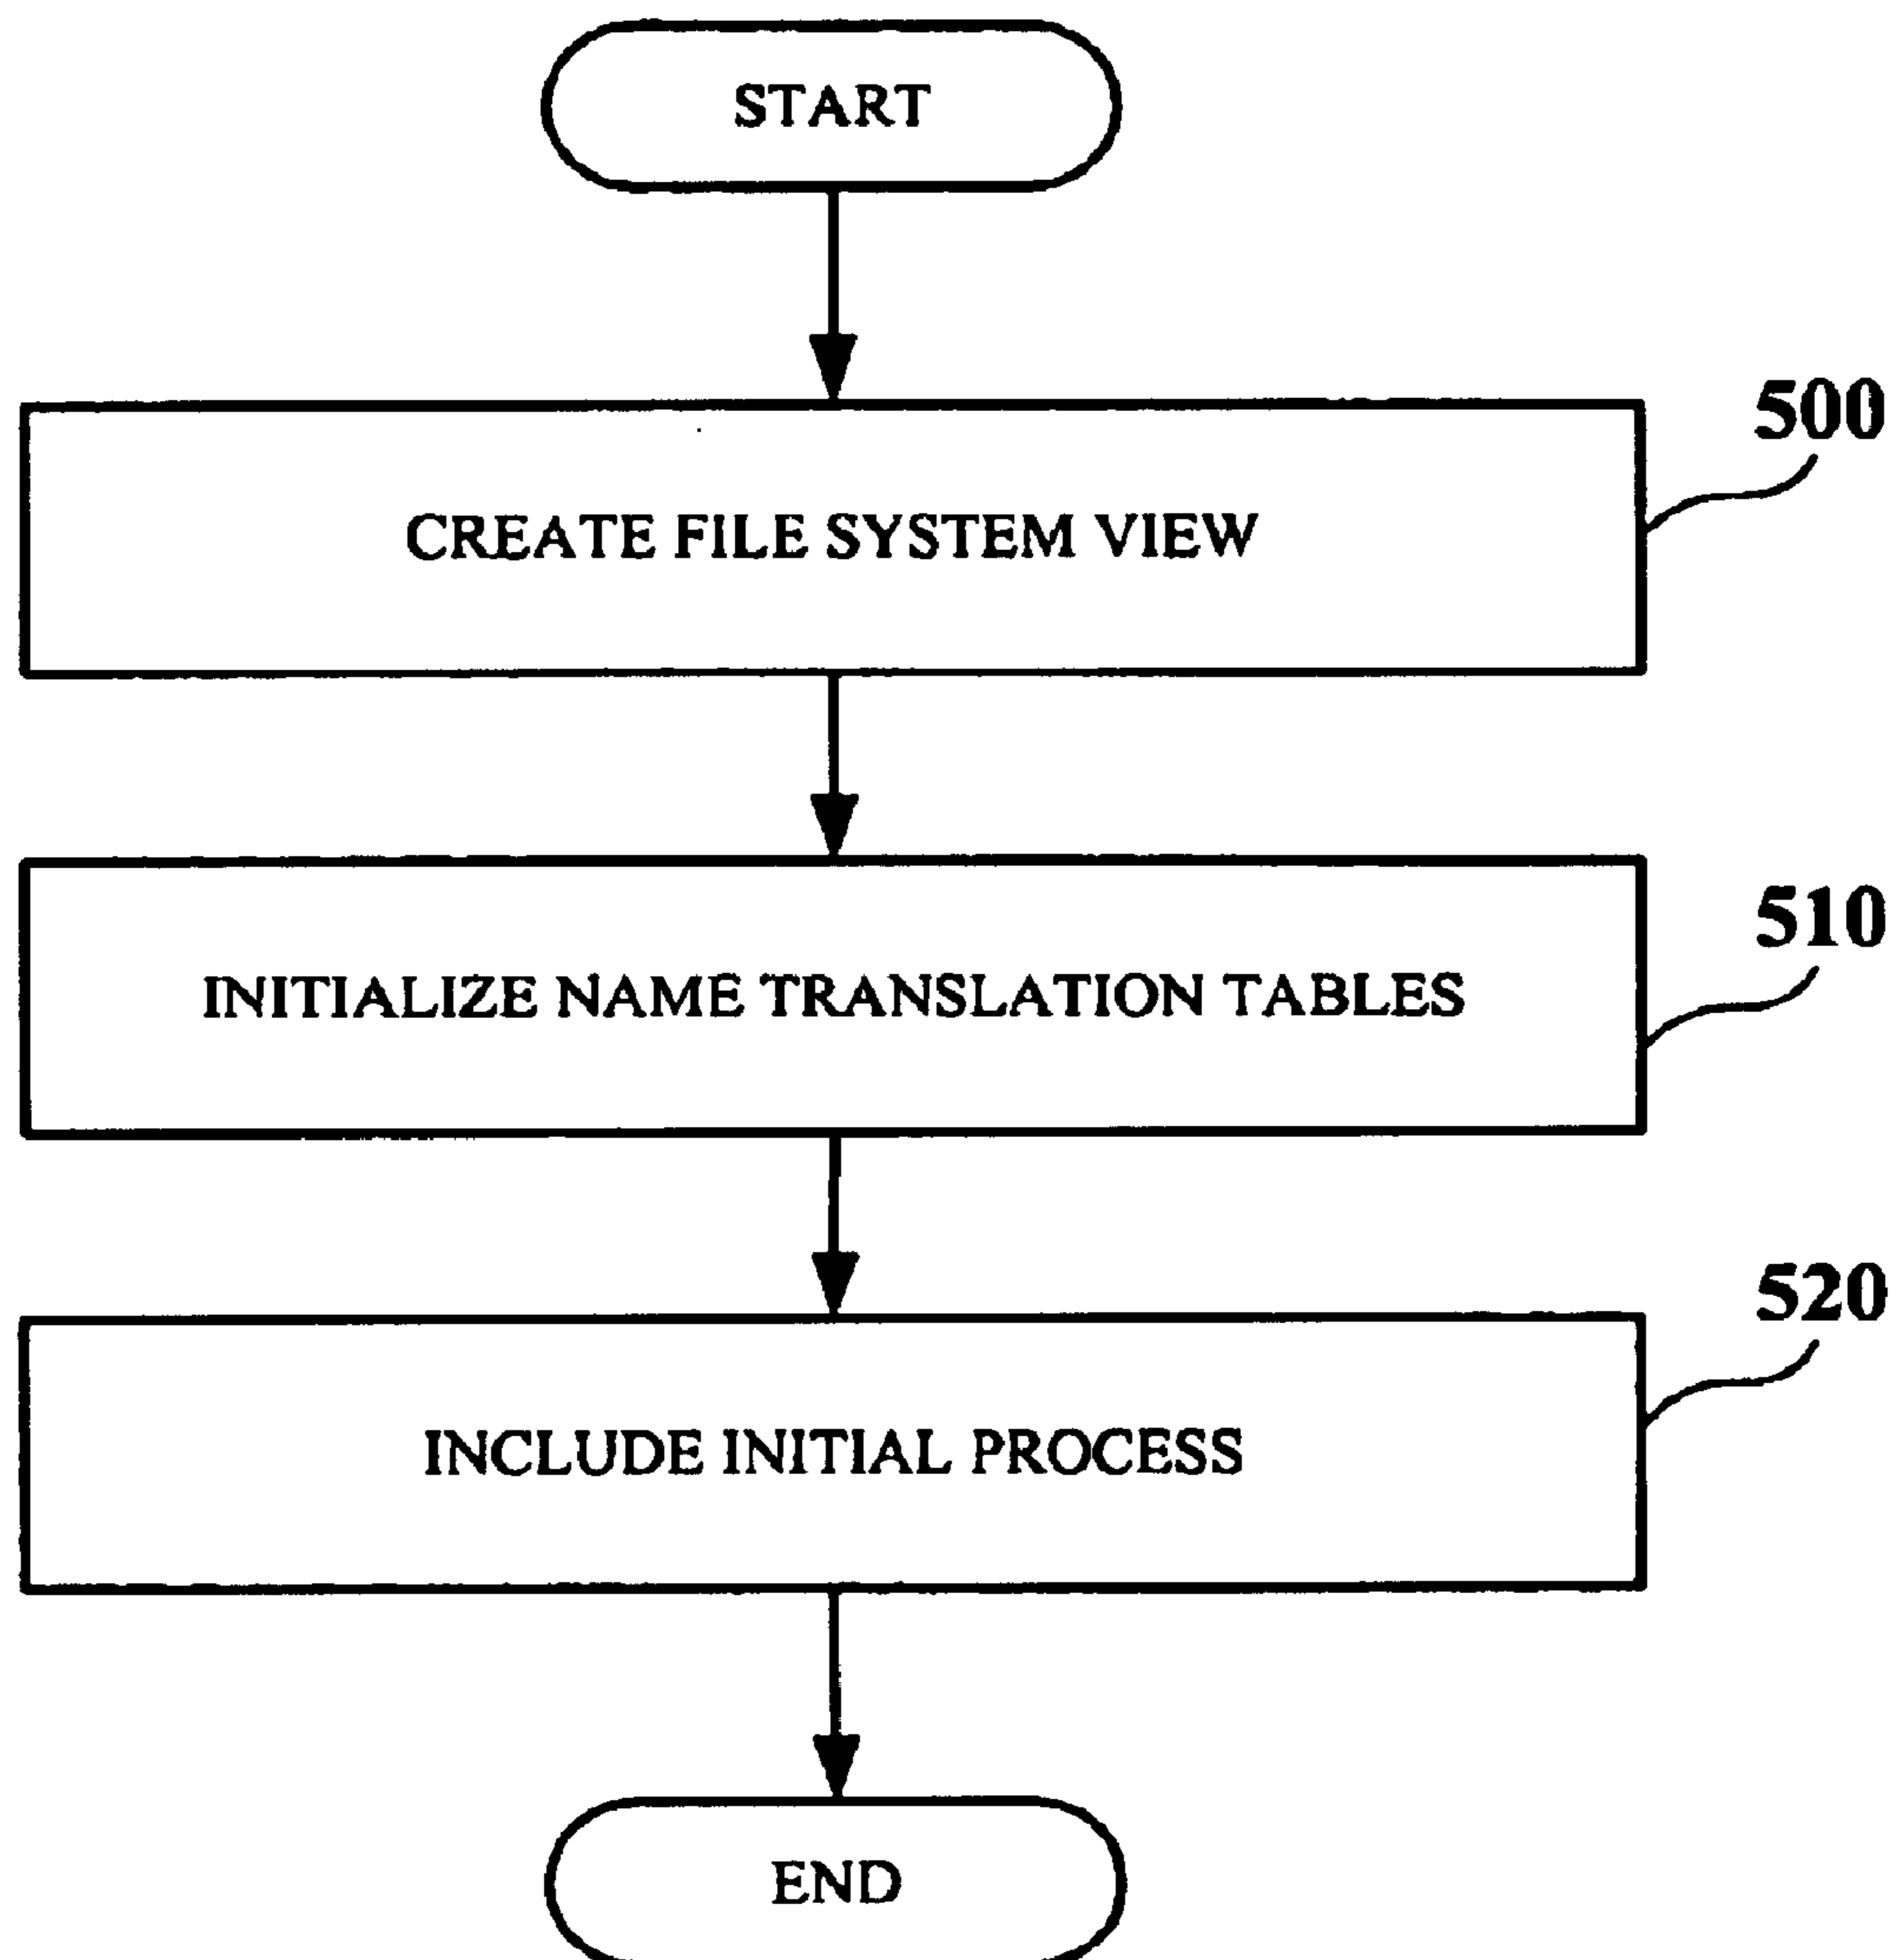 START
500
CREATE FILE SYSTEM VIEW
510
INITIALIZE NAME TRANSLATION TABLES
520
INCLUDE INITIAL PROCESS
END